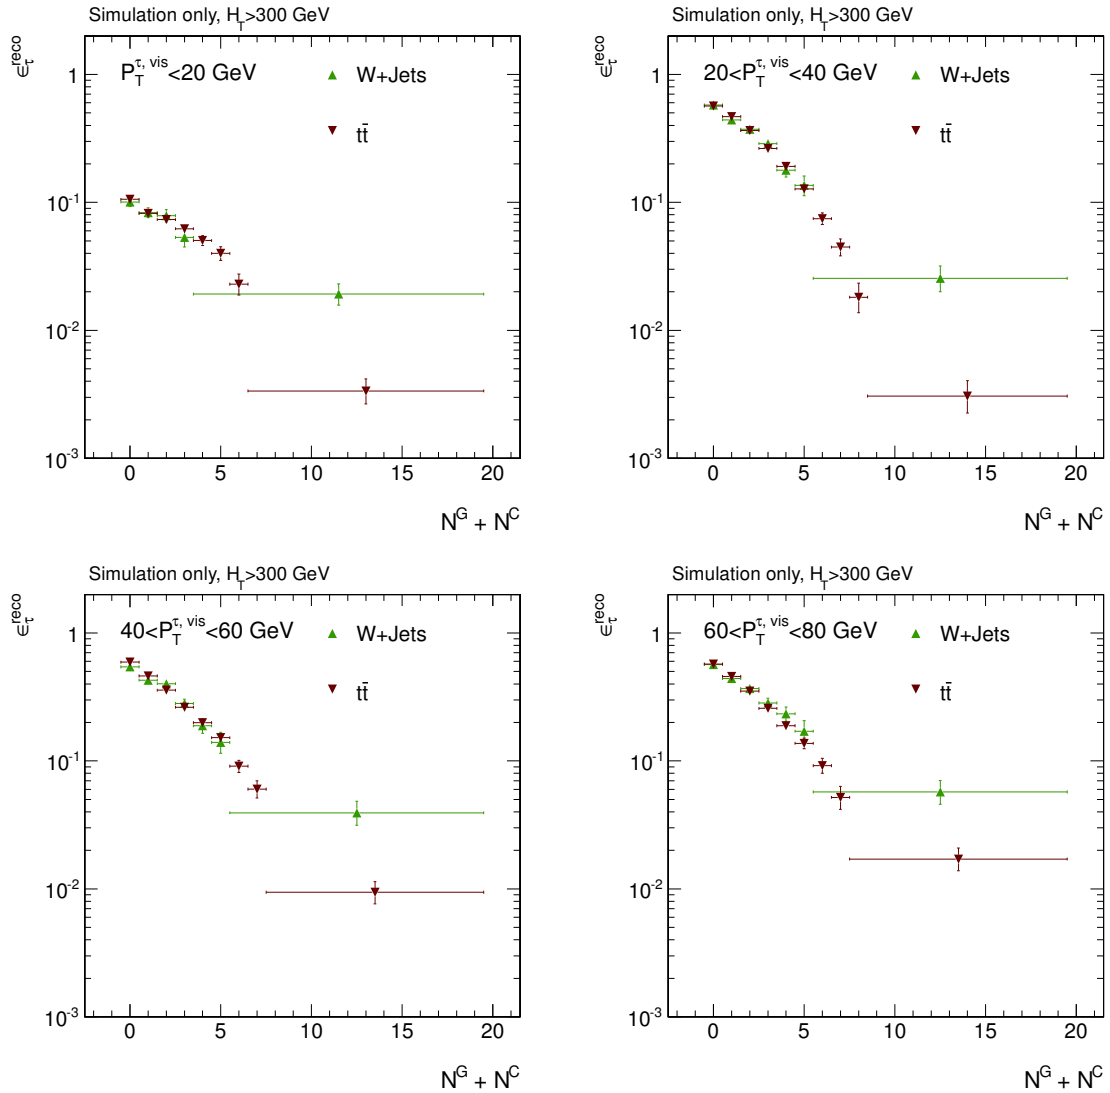 Simulation only, H_T>300 GeV
ϵ_τ^reco
P_T^τ, vis<20 GeV
W+Jets
tt̄
1
10^-1
10^-2
10^-3
0 5 10 15 20
N^G + N^C
Simulation only, H_T>300 GeV
ϵ_τ^reco
20<P_T^τ, vis<40 GeV
W+Jets
tt̄
1
10^-1
10^-2
10^-3
0 5 10 15 20
N^G + N^C
Simulation only, H_T>300 GeV
ϵ_τ^reco
40<P_T^τ, vis<60 GeV
W+Jets
tt̄
1
10^-1
10^-2
10^-3
0 5 10 15 20
N^G + N^C
Simulation only, H_T>300 GeV
ϵ_τ^reco
60<P_T^τ, vis<80 GeV
W+Jets
tt̄
1
10^-1
10^-2
10^-3
0 5 10 15 20
N^G + N^C